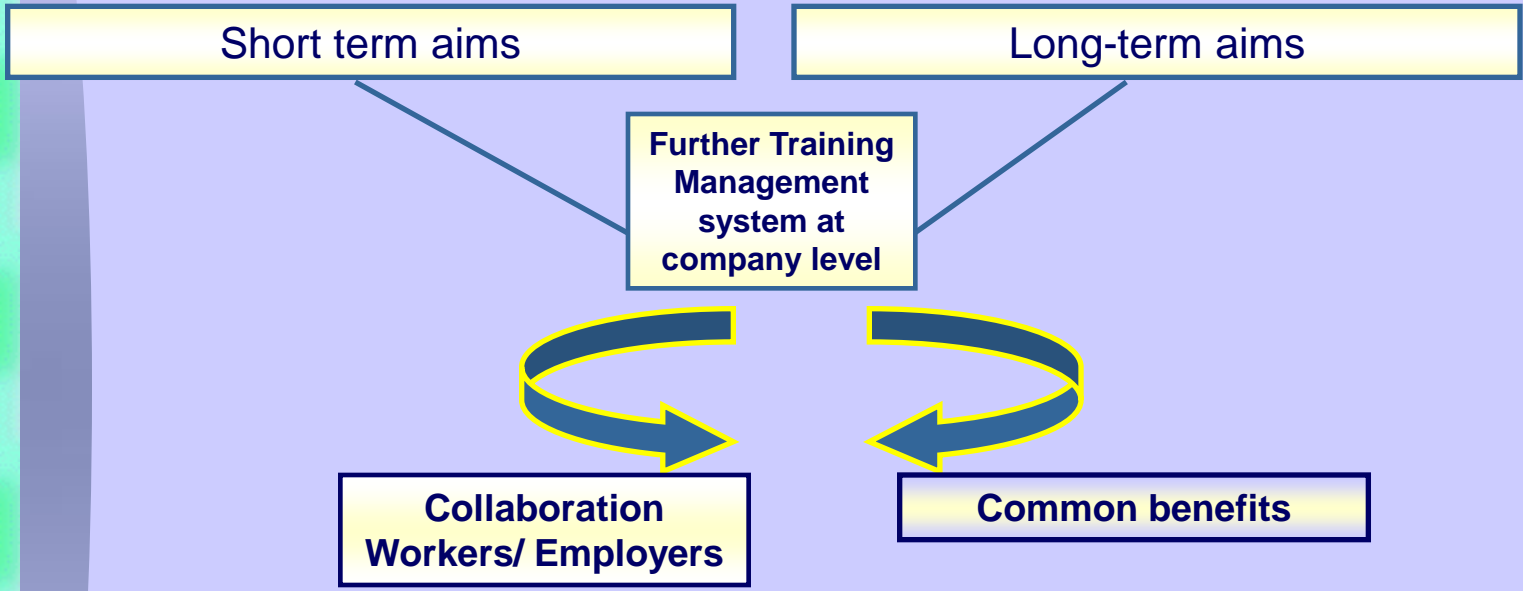 Short term aims
Long-term aims
Further Training
Management
system at
company level
Collaboration
Workers/ Employers
Common benefits